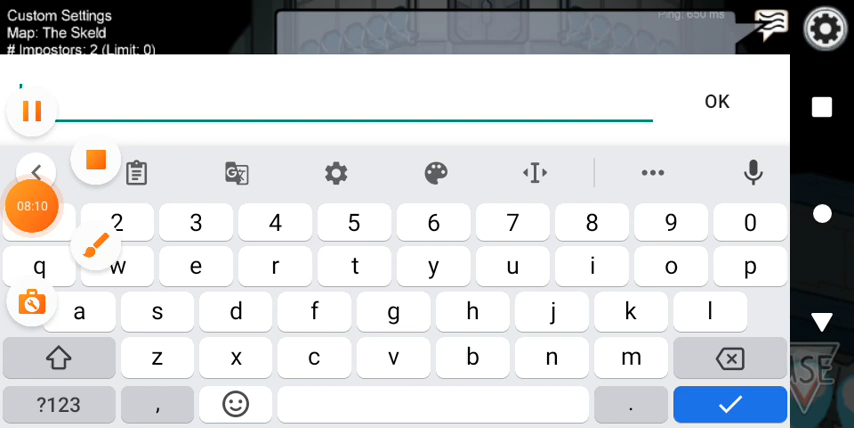 Custom Settings
Map: The Skeld
# Impostors: 2 (Limit: 0)
Ping: 650 ms
OK
08:10
2 3 4 5 6 7 8 9 0
q w e r t y u i o p
a s d f g h j k l
z x c v b n m
?123 , .